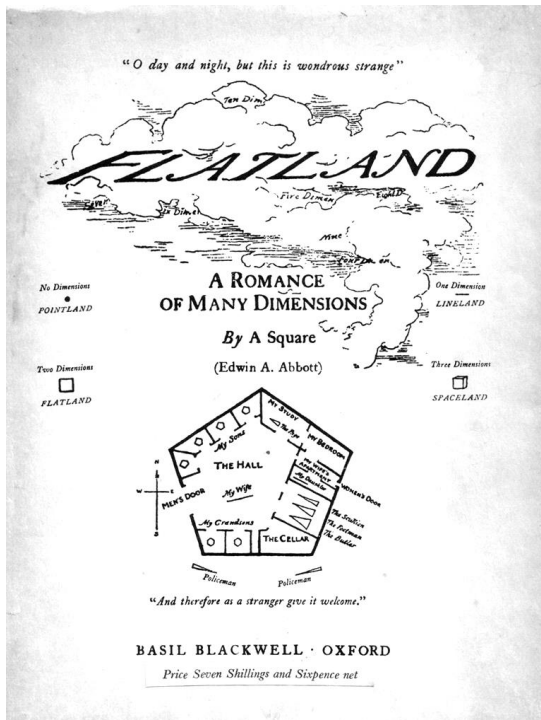 "O day and night, but this is wondrous strange"
Ten Dim
FLATLAND
Five Dimen
Eight D
Six Dimen
Nine
Four Dimen
No Dimensions
POINTLAND
A ROMANCE
OF MANY DIMENSIONS
One Dimension
LINELAND
By A Square
(Edwin A. Abbott)
Two Dimensions
FLATLAND
Three Dimensions
SPACELAND
MY STUDY
The Page
MY BEDROOM
My Sons
THE HALL
MY WIFE'S
APARTMENT
My Daughter
WOMEN'S DOOR
N
W E
S
MEN'S DOOR
My Wife
The Scullion
The Footman
The Butler
My Grandsons
THE CELLAR
Policeman
Policeman
"And therefore as a stranger give it welcome."
BASIL BLACKWELL · OXFORD
Price Seven Shillings and Sixpence net